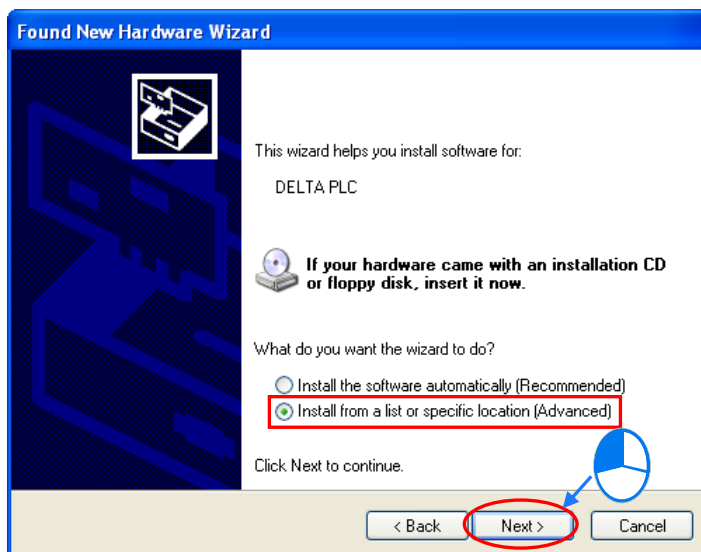 Found New Hardware Wizard
This wizard helps you install software for:
DELTA PLC
If your hardware came with an installation CD
or floppy disk, insert it now.
What do you want the wizard to do?
Install the software automatically (Recommended)
Install from a list or specific location (Advanced)
Click Next to continue.
< Back Next > Cancel